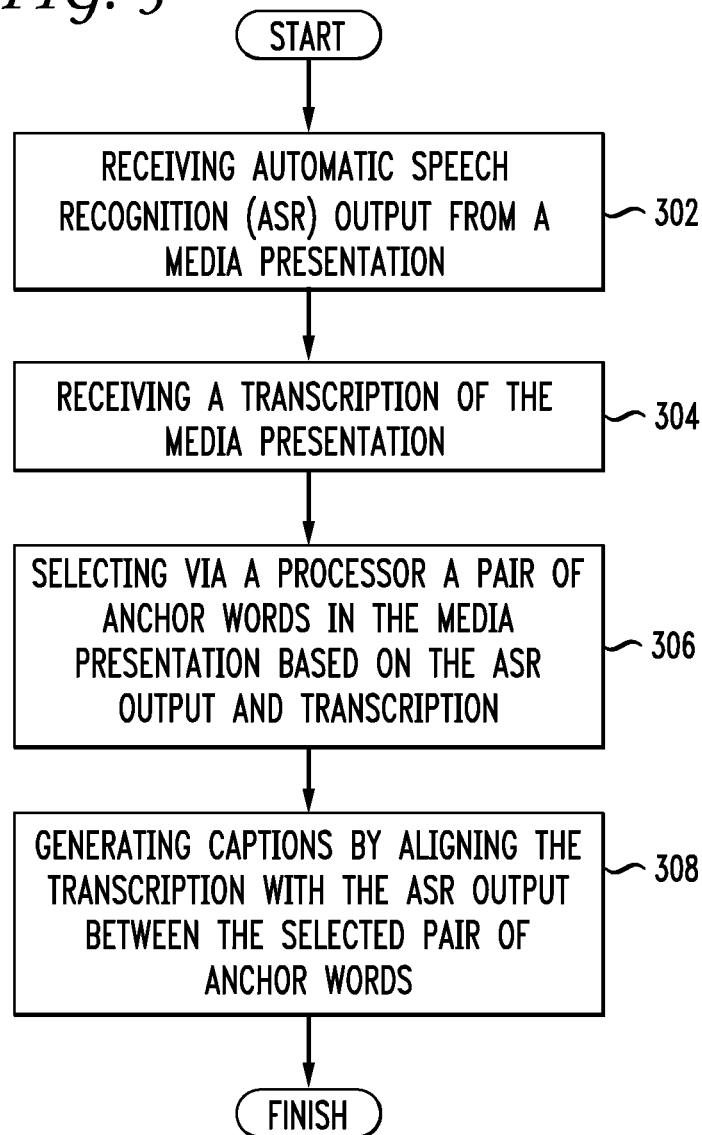 FIG. 3
START
RECEIVING AUTOMATIC SPEECH
RECOGNITION (ASR) OUTPUT FROM A
MEDIA PRESENTATION
302
RECEIVING A TRANSCRIPTION OF THE
MEDIA PRESENTATION
304
SELECTING VIA A PROCESSOR A PAIR OF
ANCHOR WORDS IN THE MEDIA
PRESENTATION BASED ON THE ASR
OUTPUT AND TRANSCRIPTION
306
GENERATING CAPTIONS BY ALIGNING THE
TRANSCRIPTION WITH THE ASR OUTPUT
BETWEEN THE SELECTED PAIR OF
ANCHOR WORDS
308
FINISH